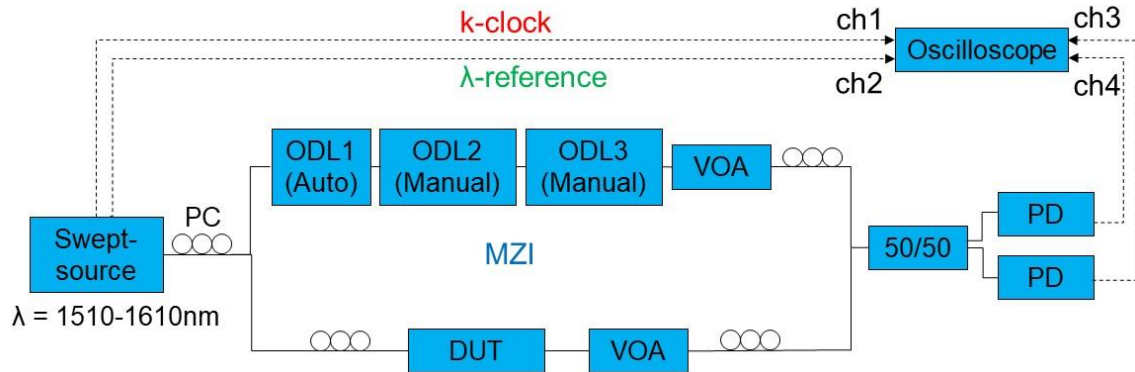 k-clock
ch1
ch3
Oscilloscope
λ-reference
ch2
ch4
ODL1
(Auto)
ODL2
(Manual)
ODL3
(Manual)
VOA
PC
Swept-
source
MZI
50/50
PD
PD
λ = 1510-1610nm
DUT
VOA